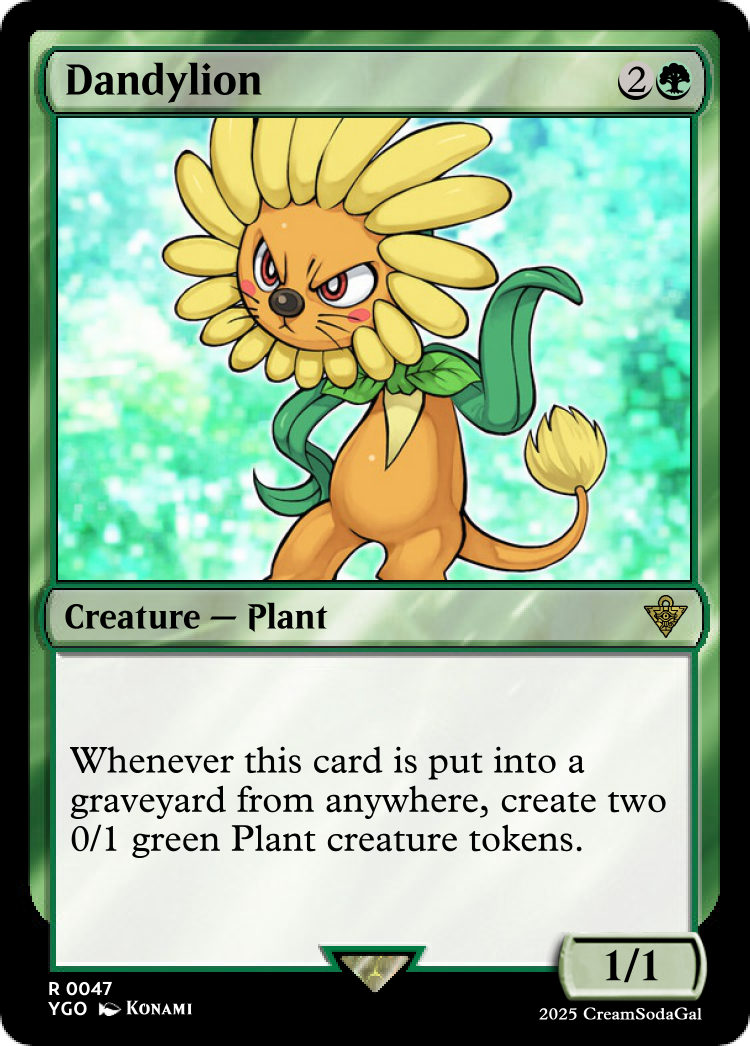 Dandylion 2
Creature — Plant
Whenever this card is put into a
graveyard from anywhere, create two
0/1 green Plant creature tokens.
1/1
R 0047
YGO KONAMI
2025 CreamSodaGal